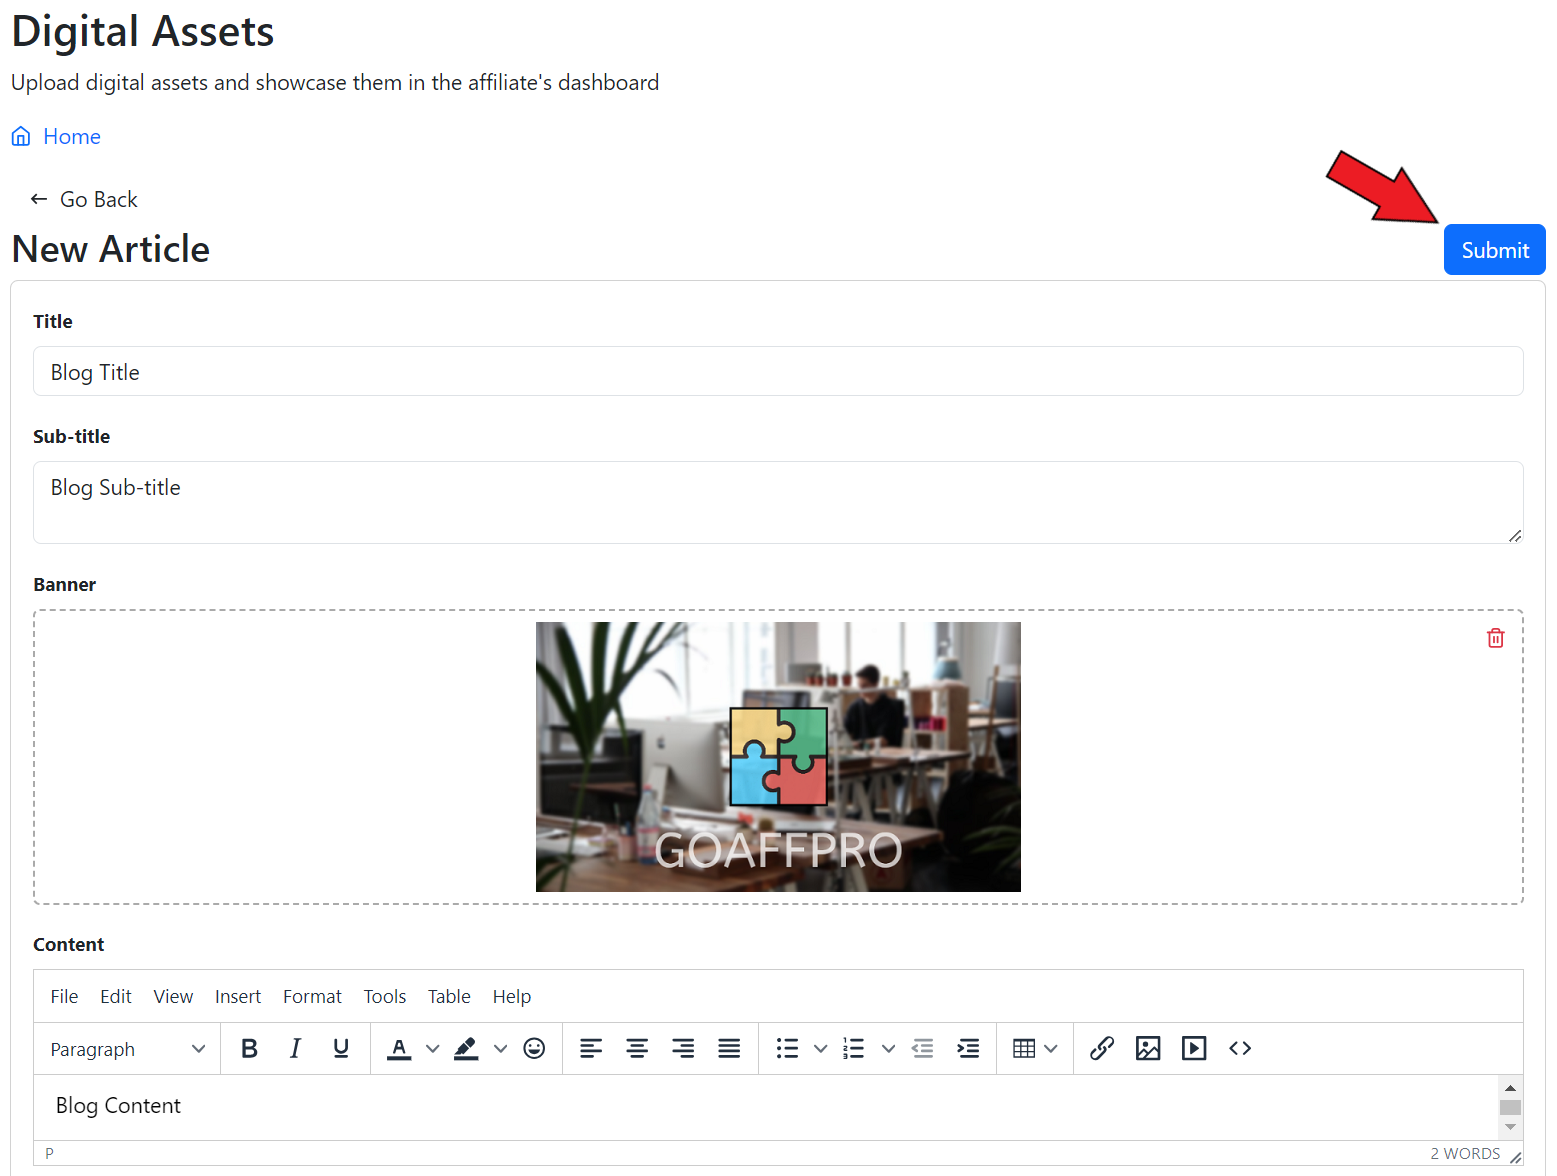 Digital Assets
Upload digital assets and showcase them in the affiliate's dashboard
Home
Go Back
New Article
Submit
Title
Blog Title
Sub-title
Blog Sub-title
Banner
GOAFFPRO
Content
File Edit View Insert Format Tools Table Help
Paragraph B I U A
Blog Content
P 2 WORDS